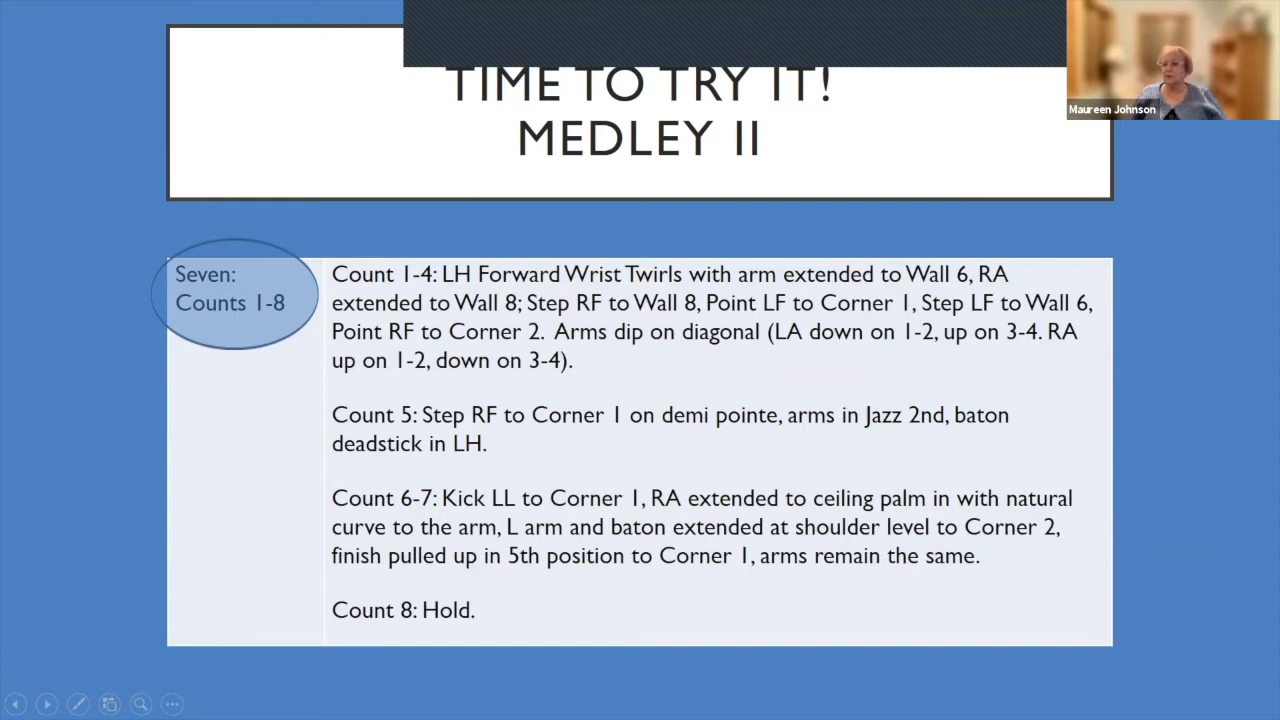 TIME TO TRY IT!
MEDLEY II
Maureen Johnson
Seven:
Counts 1-8
Count 1-4: LH Forward Wrist Twirls with arm extended to Wall 6, RA
extended to Wall 8; Step RF to Wall 8, Point LF to Corner 1, Step LF to Wall 6,
Point RF to Corner 2.  Arms dip on diagonal (LA down on 1-2, up on 3-4. RA
up on 1-2, down on 3-4).
Count 5: Step RF to Corner 1 on demi pointe, arms in Jazz 2nd, baton
deadstick in LH.
Count 6-7: Kick LL to Corner 1, RA extended to ceiling palm in with natural
curve to the arm, L arm and baton extended at shoulder level to Corner 2,
finish pulled up in 5th position to Corner 1, arms remain the same.
Count 8: Hold.